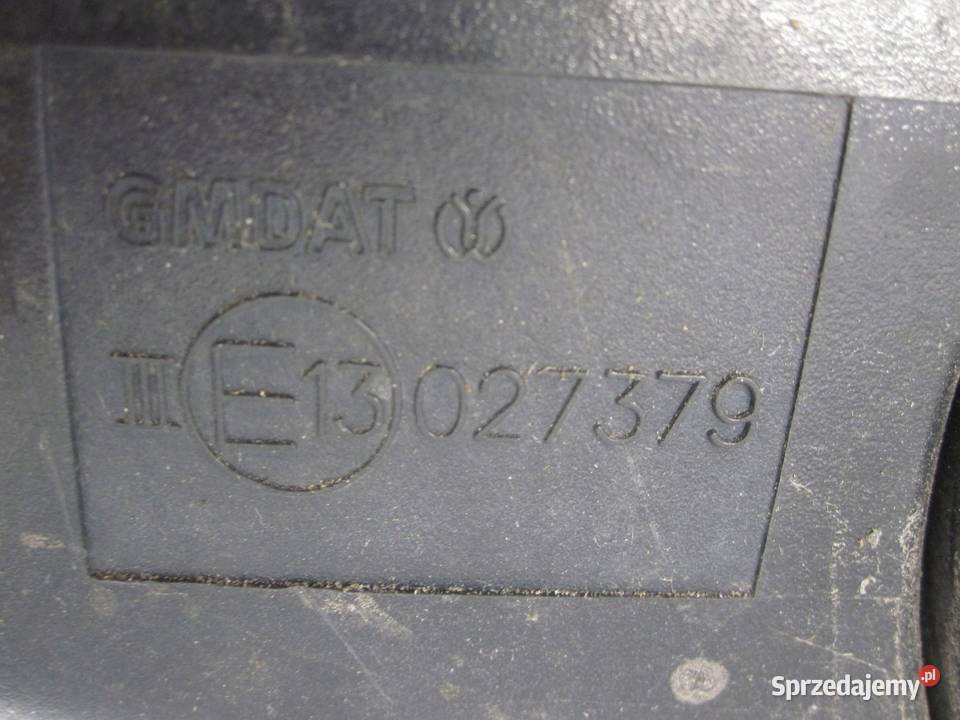 GMDAT
III E13 027379
Sprzedajemy.pl